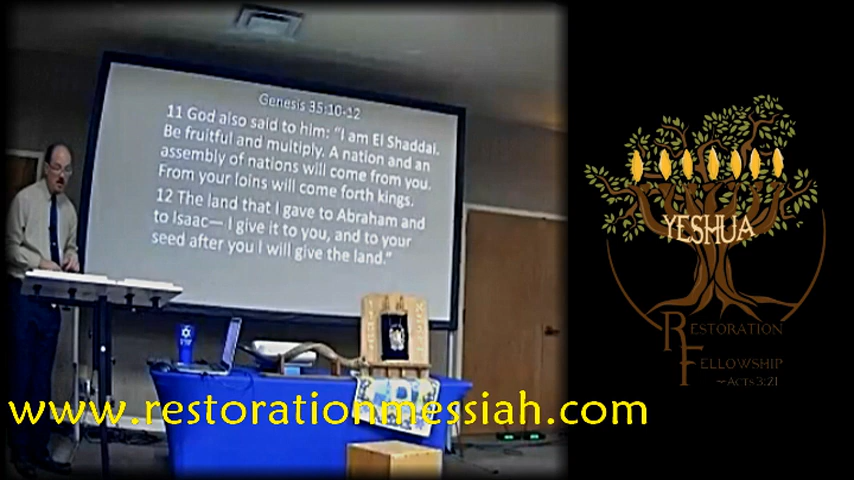 Genesis 35:10-12
11 God also said to him: "I am El Shaddai.
Be fruitful and multiply. A nation and an
assembly of nations will come from you.
From your loins will come forth kings.
12 The land that I gave to Abraham and
to Isaac— I give it to you, and to your
seed after you I will give the land."
YESHUA
RESTORATION
FELLOWSHIP
~ACTS 3:21
www.restorationmessiah.com